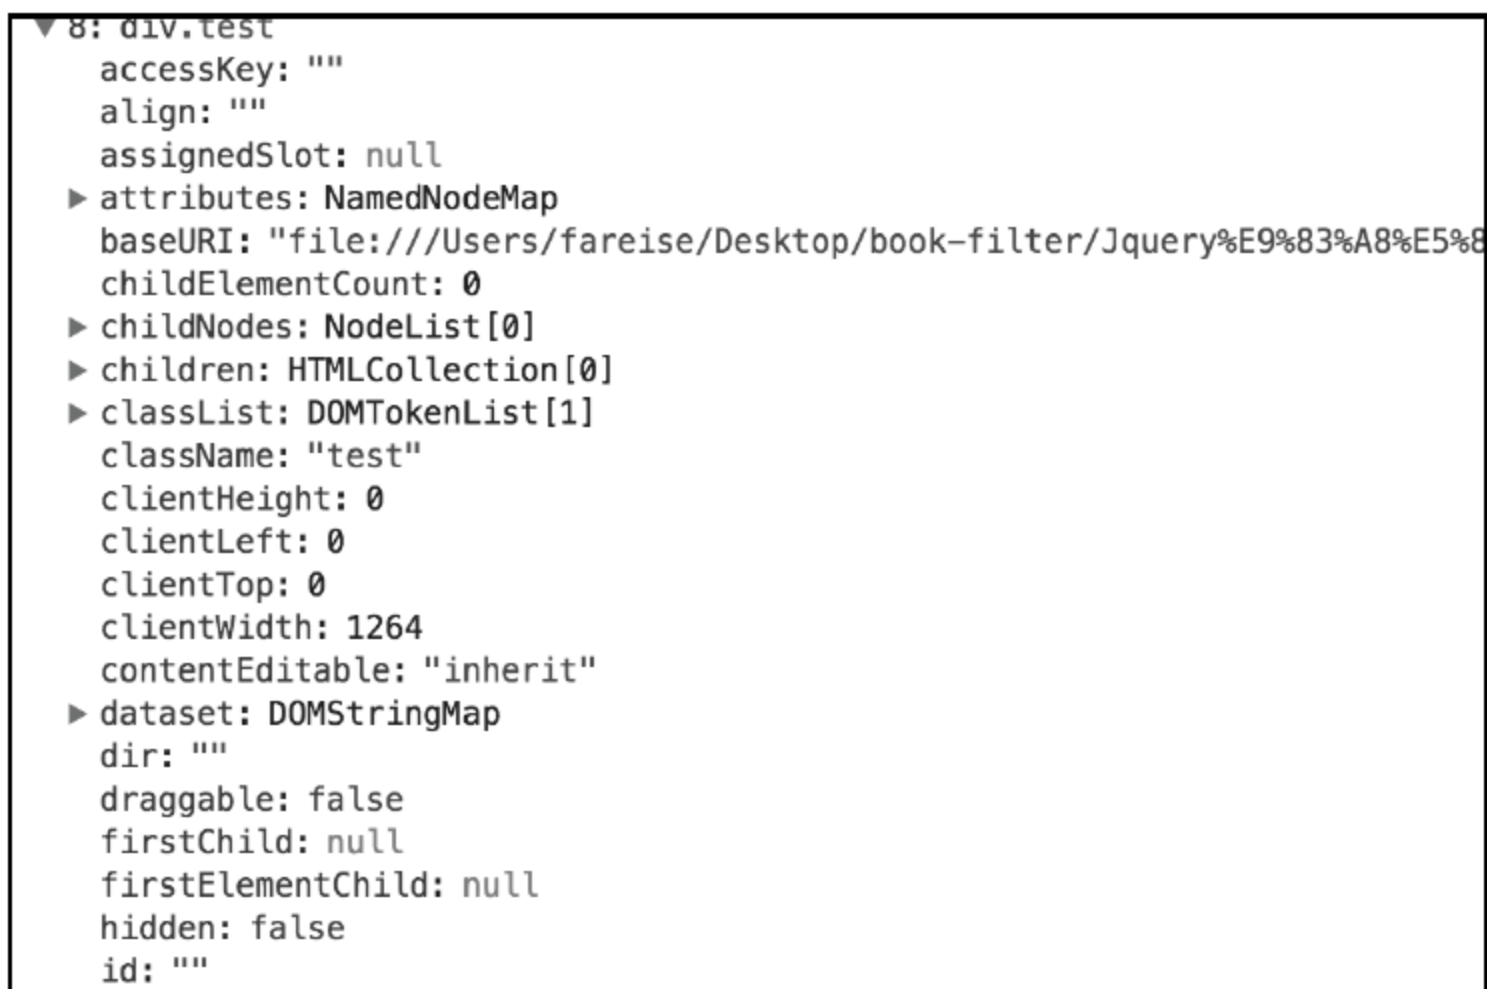 ▼ 8: div.test
accessKey: ""
align: ""
assignedSlot: null
▶ attributes: NamedNodeMap
baseURI: "file:///Users/fareise/Desktop/book-filter/Jquery%E9%83%A8%E5%8
childElementCount: 0
▶ childNodes: NodeList[0]
▶ children: HTMLCollection[0]
▶ classList: DOMTokenList[1]
className: "test"
clientHeight: 0
clientLeft: 0
clientTop: 0
clientWidth: 1264
contentEditable: "inherit"
▶ dataset: DOMStringMap
dir: ""
draggable: false
firstChild: null
firstElementChild: null
hidden: false
id: ""